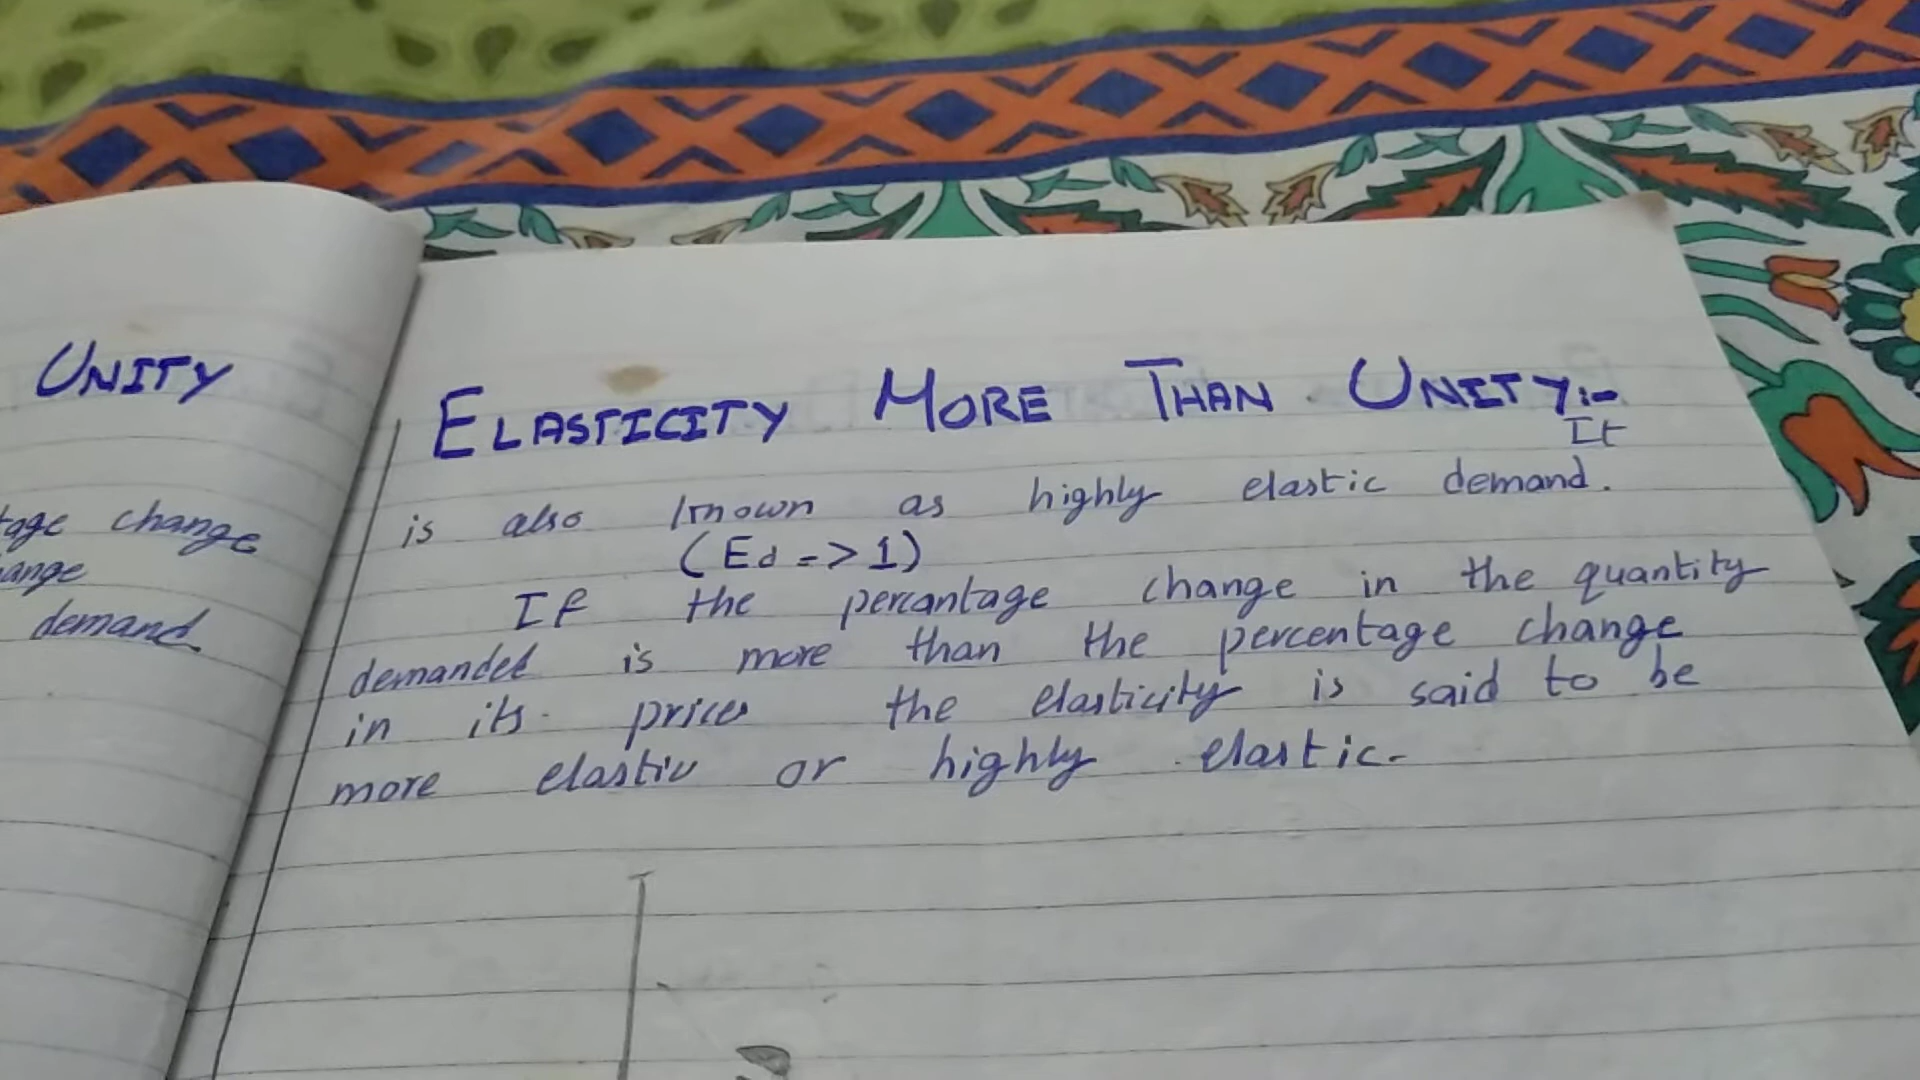 UNITY
tage change
ange
demand
ELASTICITY MORE THAN UNITY:-
It
is also known as highly elastic demand.
(Ed => 1)
If the percantage change in the quantity
demanded is more than the percentage change
in its prices the elasticity is said to be
more elastic or highly elastic.